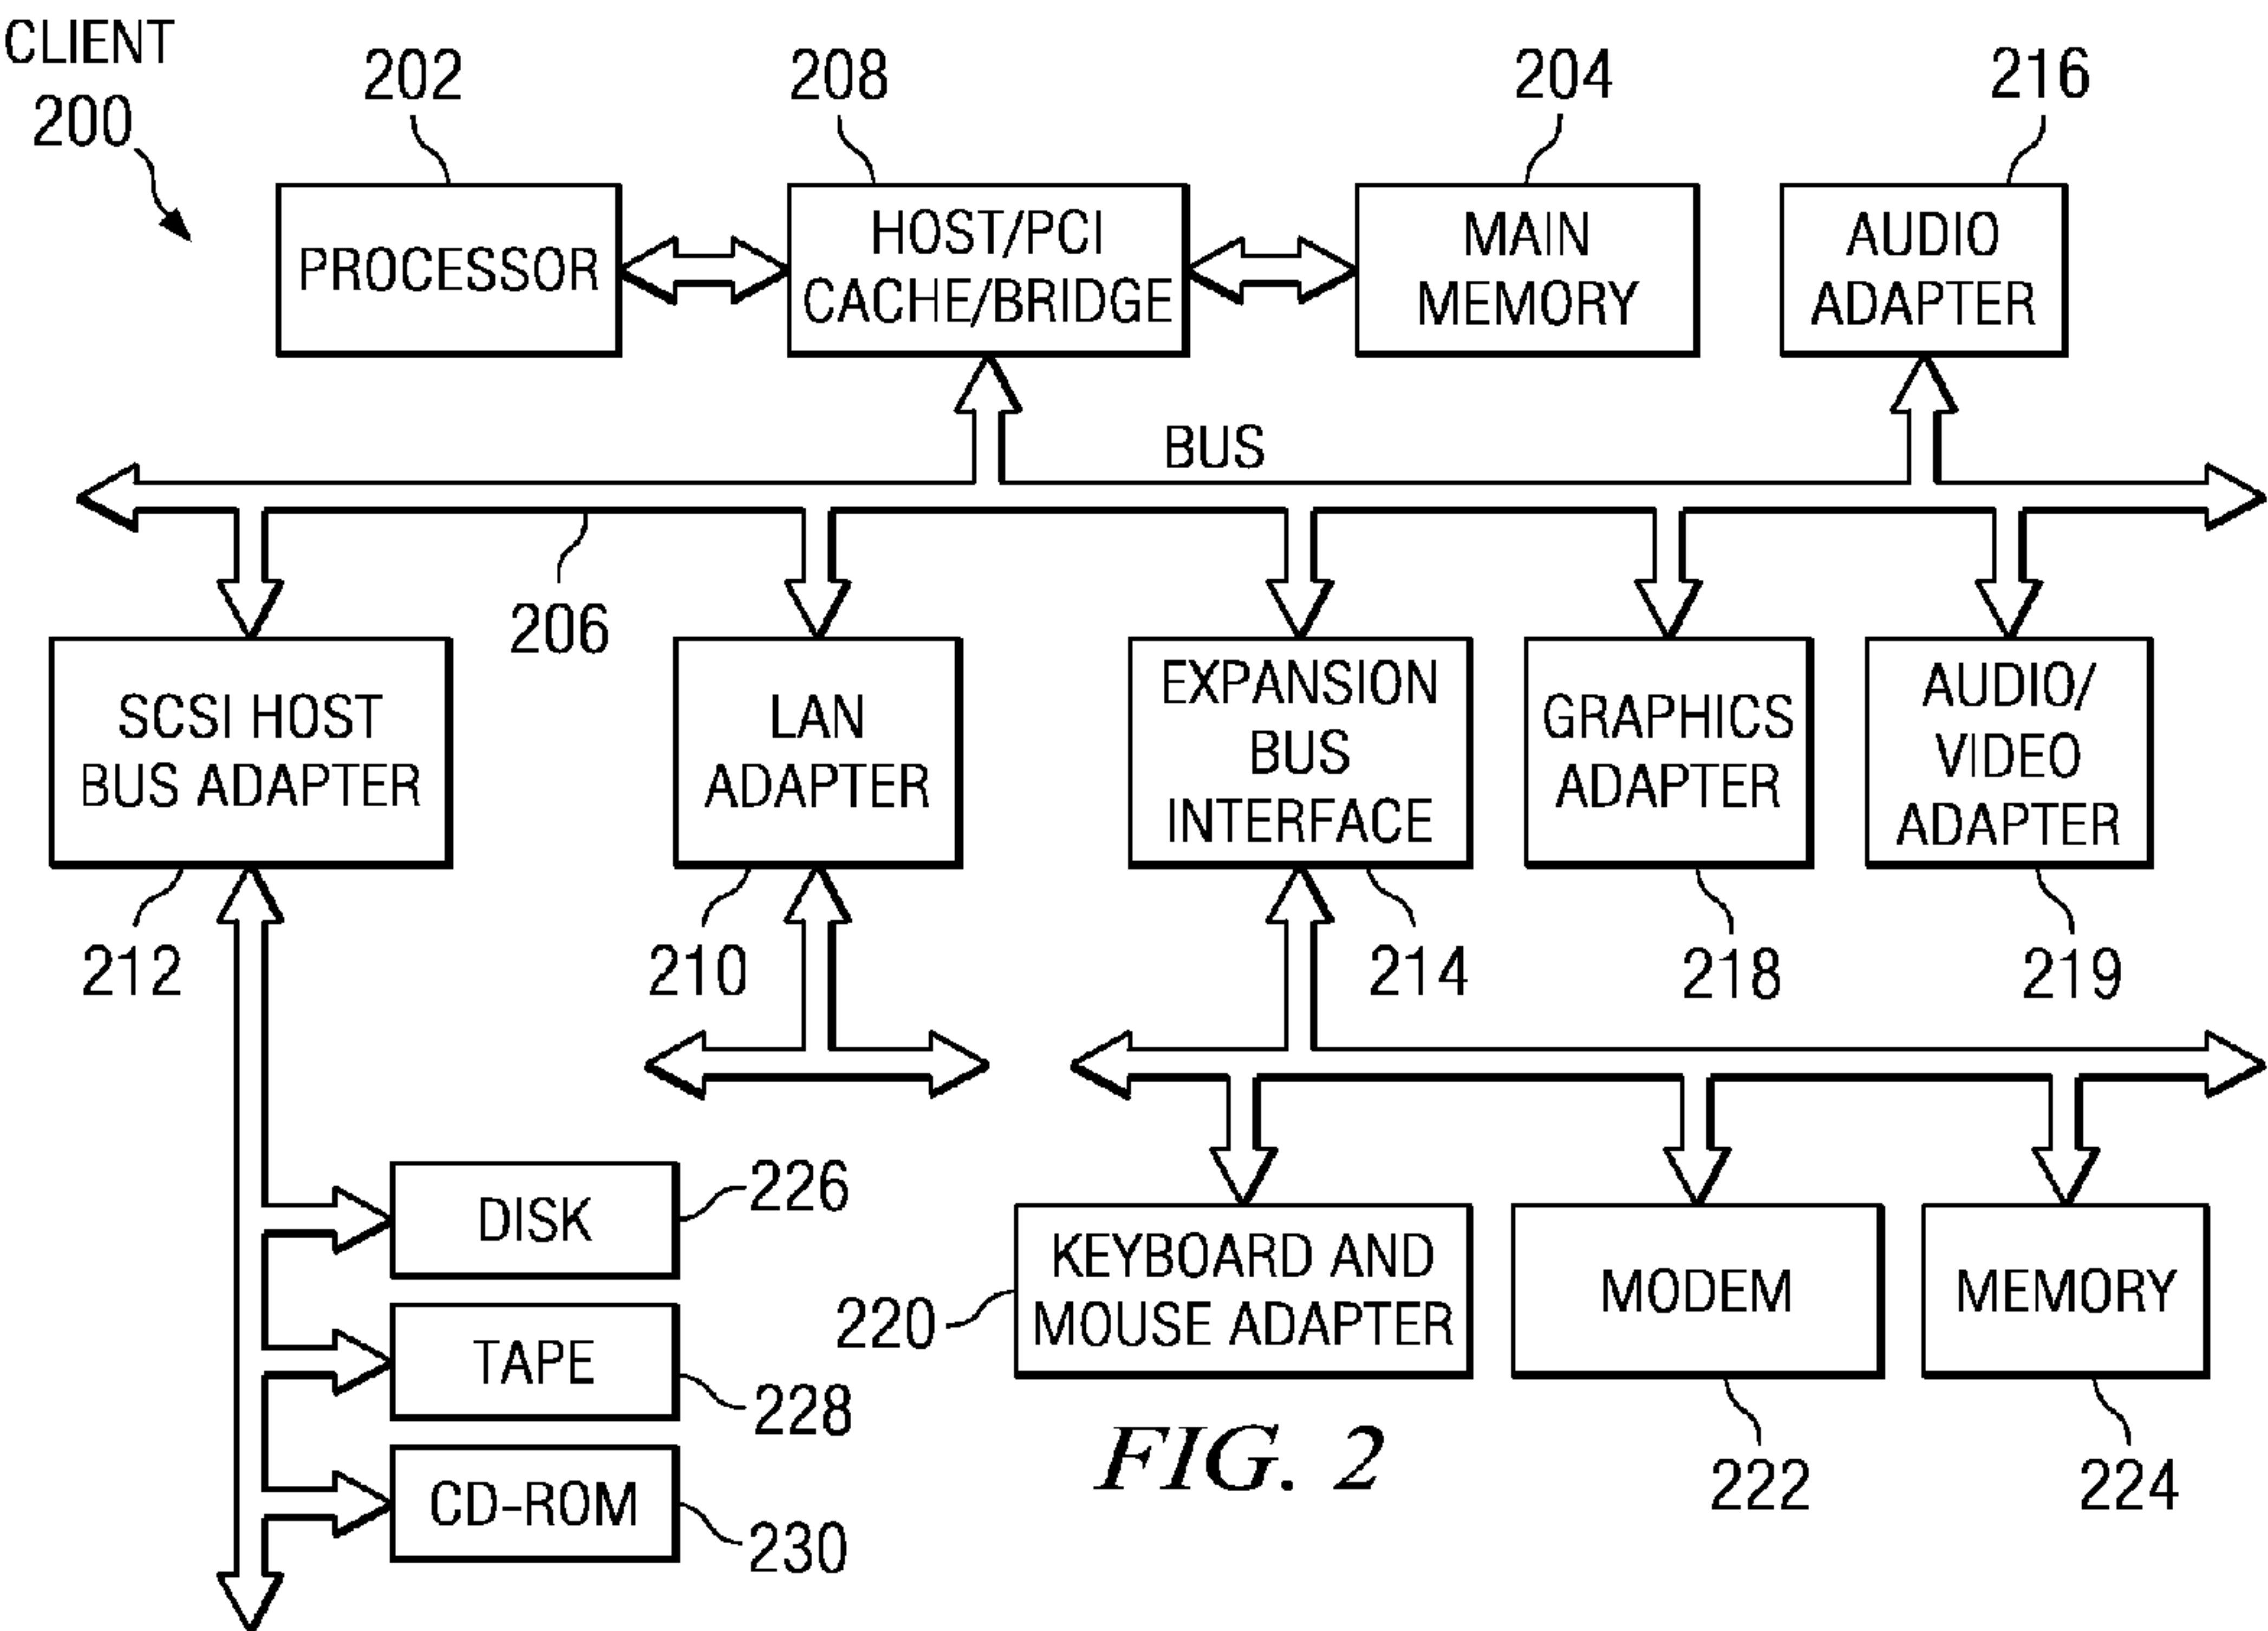 CLIENT
200
202
208
204
216
PROCESSOR
HOST/PCI
CACHE/BRIDGE
MAIN
MEMORY
AUDIO
ADAPTER
BUS
206
SCSI HOST
BUS ADAPTER
LAN
ADAPTER
EXPANSION
BUS
INTERFACE
GRAPHICS
ADAPTER
AUDIO/
VIDEO
ADAPTER
212
210
214
218
219
DISK
226
TAPE
228
CD-ROM
230
220
KEYBOARD AND
MOUSE ADAPTER
MODEM
MEMORY
222
224
FIG. 2